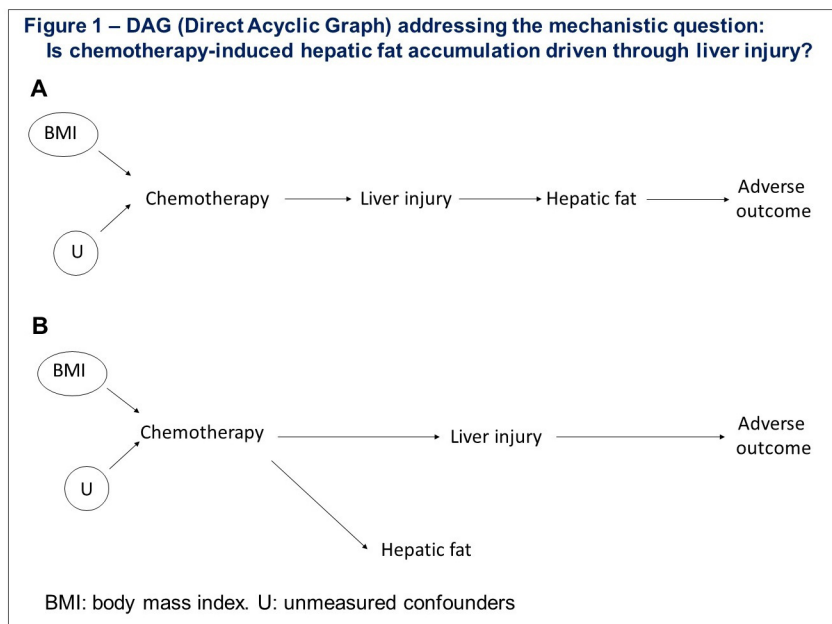 Figure 1 – DAG (Direct Acyclic Graph) addressing the mechanistic question:
Is chemotherapy-induced hepatic fat accumulation driven through liver injury?
A
BMI
Chemotherapy
Liver injury
Hepatic fat
Adverse
outcome
U
B
BMI
Chemotherapy
Liver injury
Adverse
outcome
U
Hepatic fat
BMI: body mass index. U: unmeasured confounders